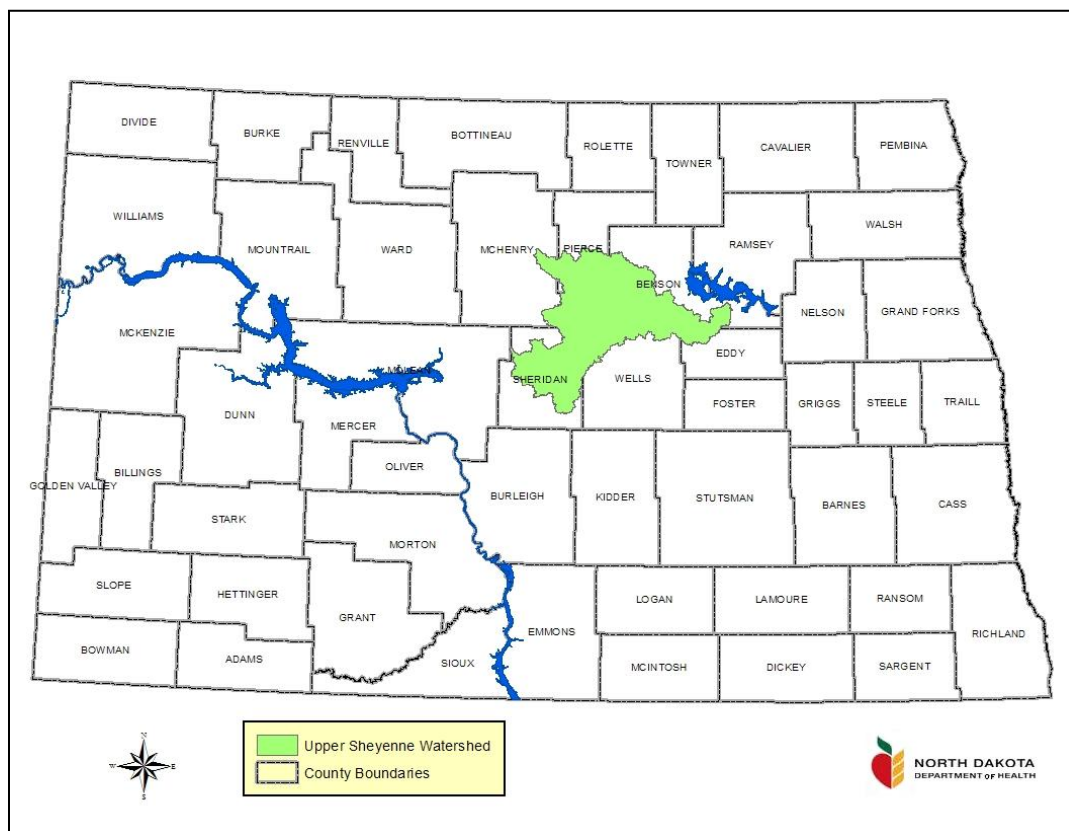 DIVIDE
BURKE
RENVILLE
BOTTINEAU
ROLETTE
TOWNER
CAVALIER
PEMBINA
WILLIAMS
MOUNTRAIL
WARD
MCHENRY
PIERCE
RAMSEY
WALSH
BENSON
NELSON
GRAND FORKS
MCKENZIE
MCLEAN
SHERIDAN
WELLS
EDDY
FOSTER
GRIGGS
STEELE
TRAILL
DUNN
MERCER
OLIVER
GOLDEN VALLEY
BILLINGS
BURLEIGH
KIDDER
STUTSMAN
BARNES
CASS
STARK
MORTON
SLOPE
HETTINGER
GRANT
EMMONS
LOGAN
LAMOURE
RANSOM
RICHLAND
BOWMAN
ADAMS
SIOUX
MCINTOSH
DICKEY
SARGENT
N
W E
S
Upper Sheyenne Watershed
County Boundaries
NORTH DAKOTA
DEPARTMENT of HEALTH